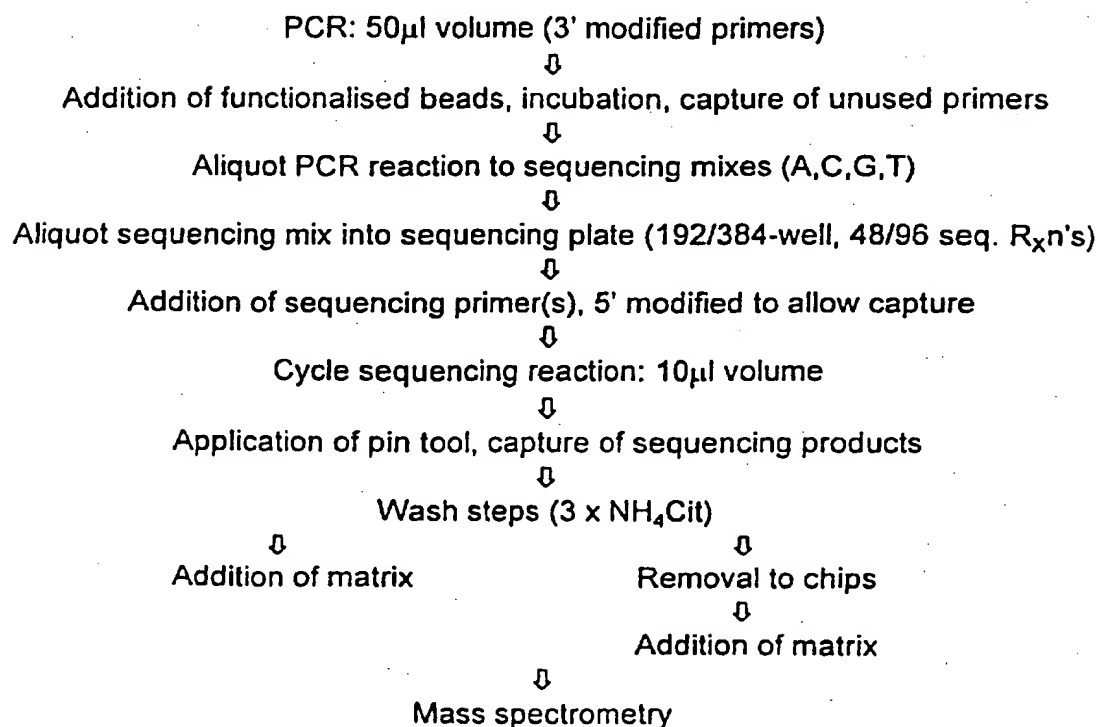 PCR: 50µl volume (3' modified primers)
⇩
Addition of functionalised beads, incubation, capture of unused primers
⇩
Aliquot PCR reaction to sequencing mixes (A,C,G,T)
⇩
Aliquot sequencing mix into sequencing plate (192/384-well, 48/96 seq. RXn's)
⇩
Addition of sequencing primer(s), 5' modified to allow capture
⇩
Cycle sequencing reaction: 10µl volume
⇩
Application of pin tool, capture of sequencing products
⇩
Wash steps (3 x NH4Cit)
⇩ ⇩
Addition of matrix Removal to chips
⇩
Addition of matrix
⇩
Mass spectrometry